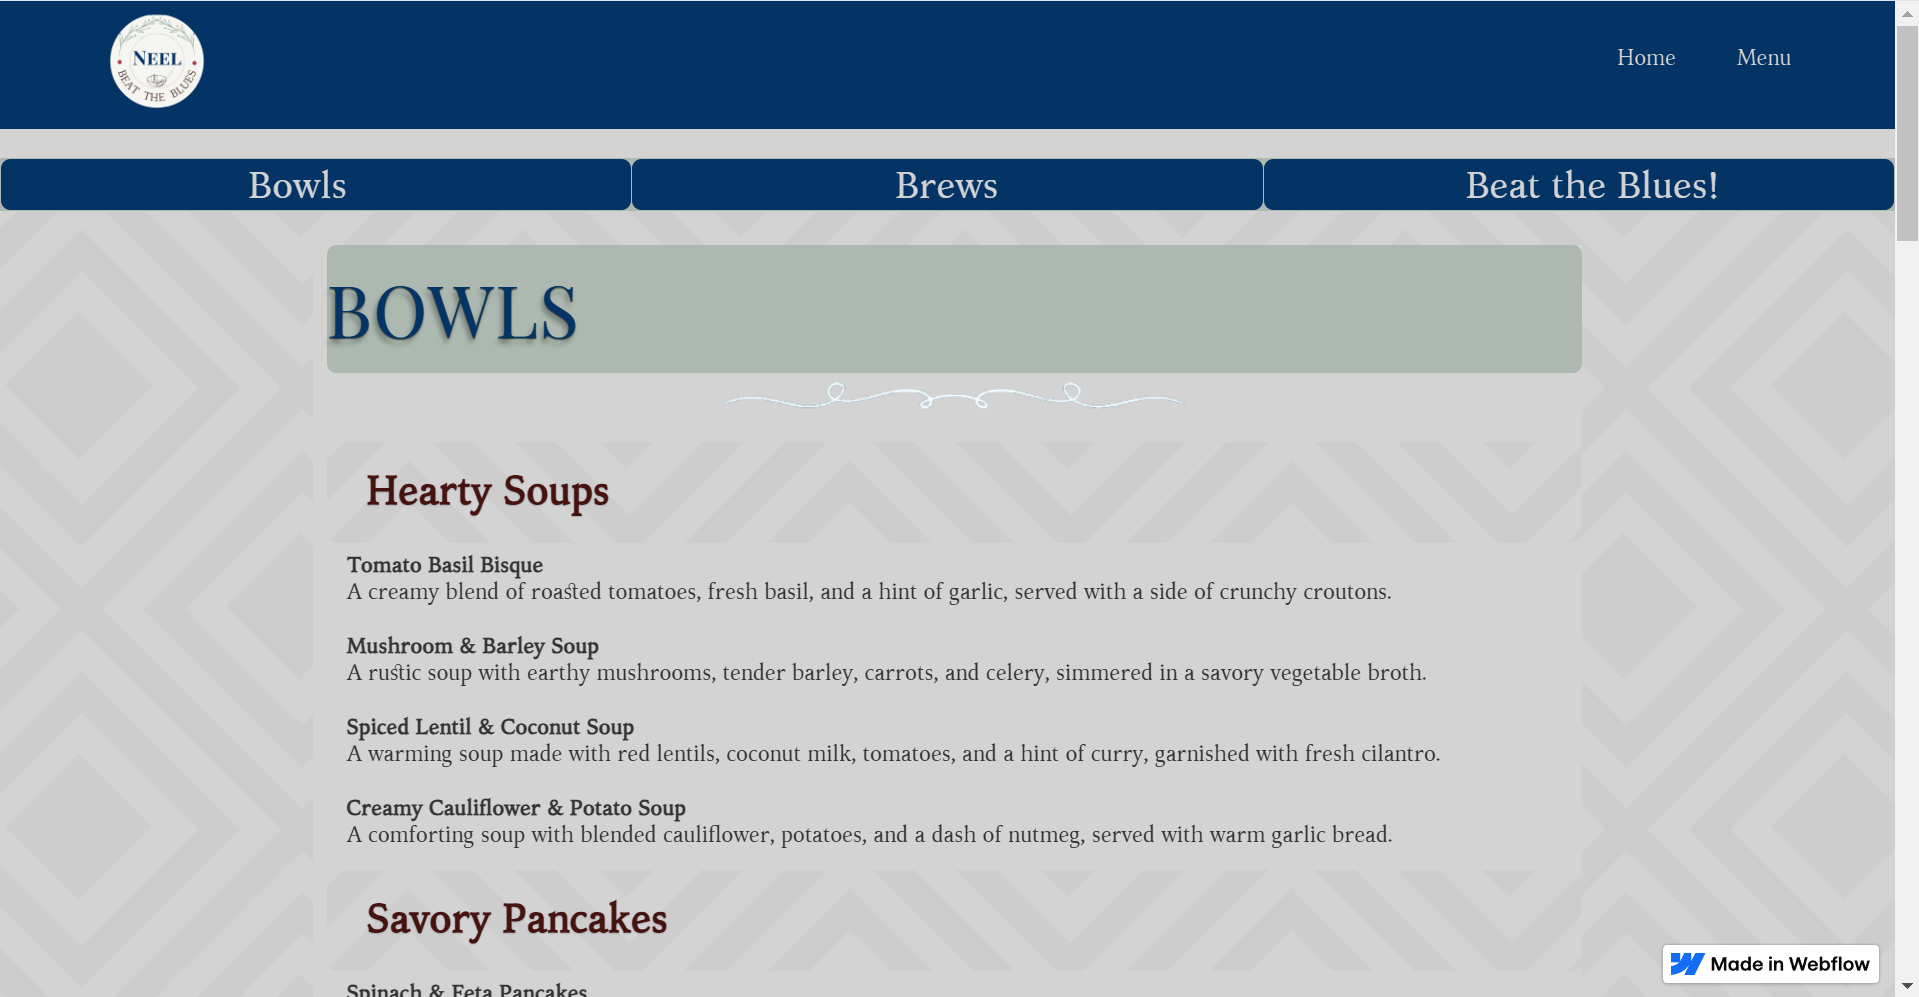 NEEL
BEAT THE BLUES
Home
Menu
Bowls
Brews
Beat the Blues!
BOWLS
Hearty Soups
Tomato Basil Bisque
A creamy blend of roasted tomatoes, fresh basil, and a hint of garlic, served with a side of crunchy croutons.
Mushroom & Barley Soup
A rustic soup with earthy mushrooms, tender barley, carrots, and celery, simmered in a savory vegetable broth.
Spiced Lentil & Coconut Soup
A warming soup made with red lentils, coconut milk, tomatoes, and a hint of curry, garnished with fresh cilantro.
Creamy Cauliflower & Potato Soup
A comforting soup with blended cauliflower, potatoes, and a dash of nutmeg, served with warm garlic bread.
Savory Pancakes
Spinach & Feta Pancakes
Made in Webflow